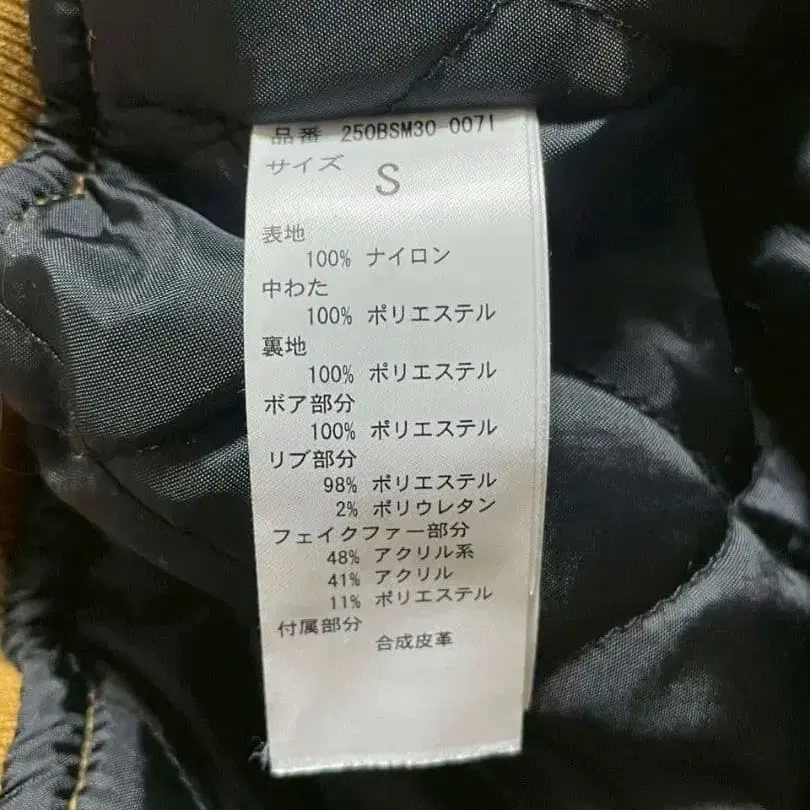 品番 250BSM30-0071
サイズ S
表地
100% ナイロン
中わた
100% ポリエステル
裏地
100% ポリエステル
ボア部分
100% ポリエステル
リブ部分
98% ポリエステル
2% ポリウレタン
フェイクファー部分
48% アクリル系
41% アクリル
11% ポリエステル
付属部分
合成皮革